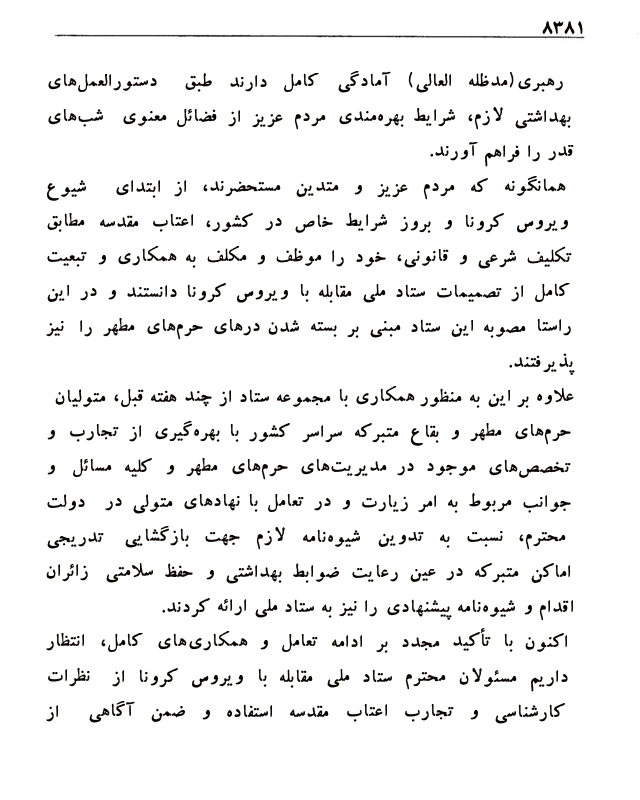 ۸۳۸۱
رهبری(مدظله العالی) آمادگی کامل دارند طبق دستورالعمل‌های
بهداشتی لازم، شرایط بهره‌مندی مردم عزیز از فضائل معنوی شب‌های
قدر را فراهم آورند.
همانگونه که مردم عزیز و متدین مستحضرند، از ابتدای شیوع
ویروس کرونا و بروز شرایط خاص در کشور، اعتاب مقدسه مطابق
تکلیف شرعی و قانونی، خود را موظف و مکلف به همکاری و تبعیت
کامل از تصمیمات ستاد ملی مقابله با ویروس کرونا دانستند و در این
راستا مصوبه این ستاد مبنی بر بسته شدن درهای حرم‌های مطهر را نیز
پذیرفتند.
علاوه بر این به منظور همکاری با مجموعه ستاد از چند هفته قبل، متولیان
حرم‌های مطهر و بقاع متبرکه سراسر کشور با بهره‌گیری از تجارب و
تخصص‌های موجود در مدیریت‌های حرم‌های مطهر و کلیه مسائل و
جوانب مربوط به امر زیارت و در تعامل با نهادهای متولی در دولت
محترم، نسبت به تدوین شیوه‌نامه لازم جهت بازگشایی تدریجی
اماکن متبرکه در عین رعایت ضوابط بهداشتی و حفظ سلامتی زائران
اقدام و شیوه‌نامه پیشنهادی را نیز به ستاد ملی ارائه کردند.
اکنون با تأکید مجدد بر ادامه تعامل و همکاری‌های کامل، انتظار
داریم مسئولان محترم ستاد ملی مقابله با ویروس کرونا از نظرات
کارشناسی و تجارب اعتاب مقدسه استفاده و ضمن آگاهی از